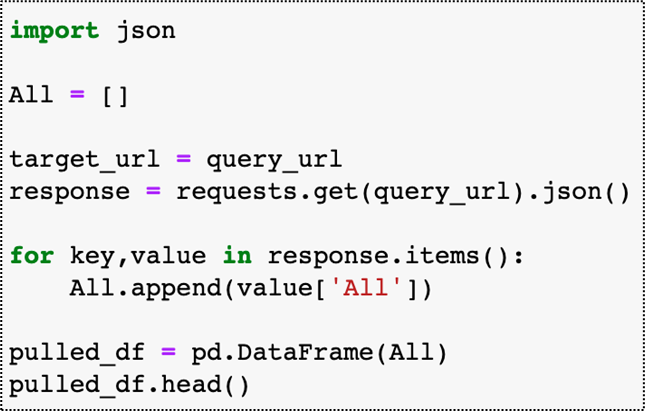 import json
All = []
target_url = query_url
response = requests.get(query_url).json()
for key,value in response.items():
    All.append(value['All'])
pulled_df = pd.DataFrame(All)
pulled_df.head()